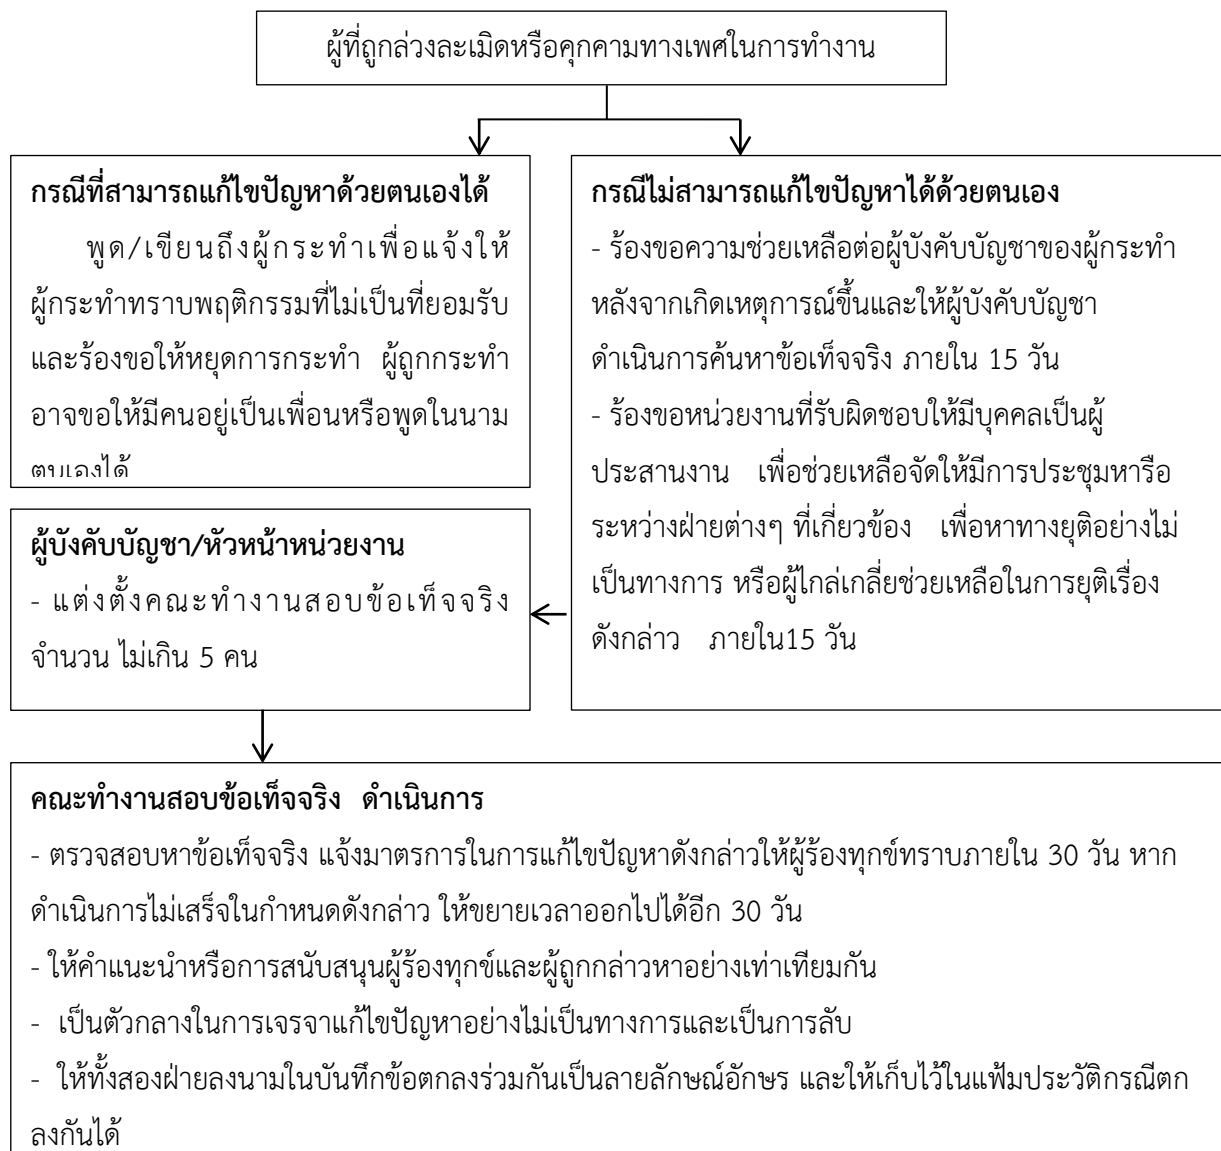 ผู้ที่ถูกล่วงละเมิดหรือคุกคามทางเพศในการทำงาน
กรณีที่สามารถแก้ไขปัญหาด้วยตนเองได้
พูด/เขียนถึงผู้กระทำเพื่อแจ้งให้
ผู้กระทำทราบพฤติกรรมที่ไม่เป็นที่ยอมรับ
และร้องขอให้หยุดการกระทำ ผู้ถูกกระทำ
อาจขอให้มีคนอยู่เป็นเพื่อนหรือพูดในนาม
ตนเองได้
กรณีไม่สามารถแก้ไขปัญหาได้ด้วยตนเอง
- ร้องขอความช่วยเหลือต่อผู้บังคับบัญชาของผู้กระทำ
หลังจากเกิดเหตุการณ์ขึ้นและให้ผู้บังคับบัญชา
ดำเนินการค้นหาข้อเท็จจริง ภายใน 15 วัน
- ร้องขอหน่วยงานที่รับผิดชอบให้มีบุคคลเป็นผู้
ประสานงาน เพื่อช่วยเหลือจัดให้มีการประชุมหารือ
ระหว่างฝ่ายต่างๆ ที่เกี่ยวข้อง เพื่อหาทางยุติอย่างไม่
เป็นทางการ หรือผู้ไกล่เกลี่ยช่วยเหลือในการยุติเรื่อง
ดังกล่าว ภายใน15 วัน
ผู้บังคับบัญชา/หัวหน้าหน่วยงาน
- แต่งตั้งคณะทำงานสอบข้อเท็จจริง
จำนวน ไม่เกิน 5 คน
คณะทำงานสอบข้อเท็จจริง ดำเนินการ
- ตรวจสอบหาข้อเท็จจริง แจ้งมาตรการในการแก้ไขปัญหาดังกล่าวให้ผู้ร้องทุกข์ทราบภายใน 30 วัน หาก
ดำเนินการไม่เสร็จในกำหนดดังกล่าว ให้ขยายเวลาออกไปได้อีก 30 วัน
- ให้คำแนะนำหรือการสนับสนุนผู้ร้องทุกข์และผู้ถูกกล่าวหาอย่างเท่าเทียมกัน
- เป็นตัวกลางในการเจรจาแก้ไขปัญหาอย่างไม่เป็นทางการและเป็นการลับ
- ให้ทั้งสองฝ่ายลงนามในบันทึกข้อตกลงร่วมกันเป็นลายลักษณ์อักษร และให้เก็บไว้ในแฟ้มประวัติกรณีตก
ลงกันได้